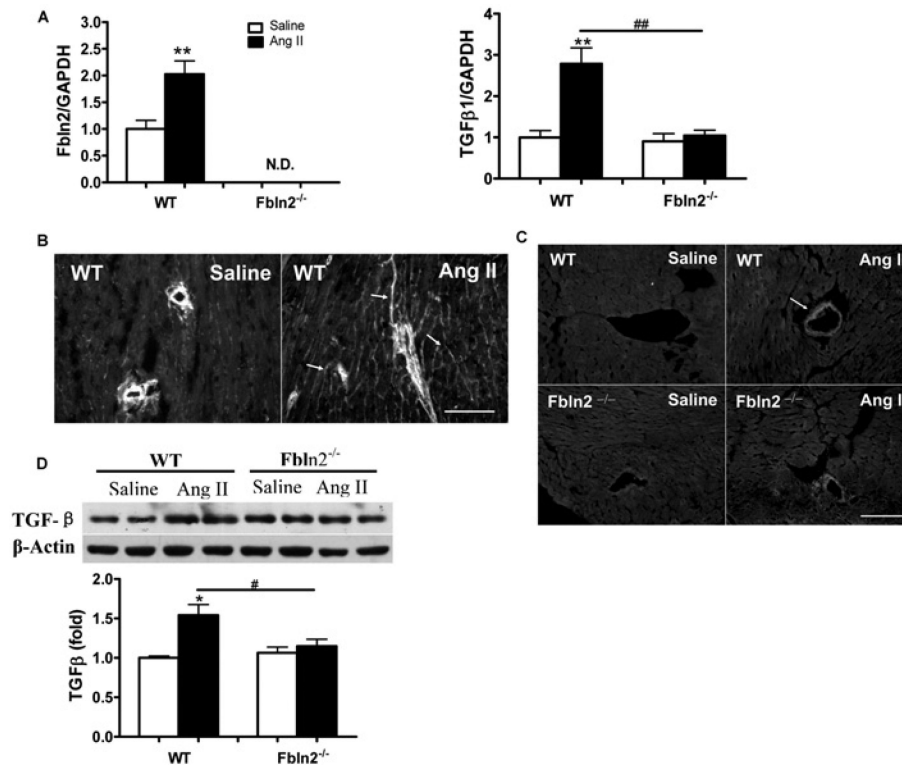 A
Fbln2/GAPDH
3.0
2.5
2.0
1.5
1.0
0.5
0.0
**
Saline
Ang II
N.D.
WT
Fbln2-/-
TGFβ1/GAPDH
4
3
2
1
0
**
##
WT
Fbln2-/-
B
WT
Saline
WT
Ang II
C
WT
Saline
WT
Ang I
Fbln2 -/-
Saline
Fbln2 -/-
Ang I
D
WT
Fbln2-/-
Saline
Ang II
Saline
Ang II
TGF-β
β-Actin
TGFβ (fold)
2.0
1.5
1.0
0.5
0.0
*
#
WT
Fbln2-/-